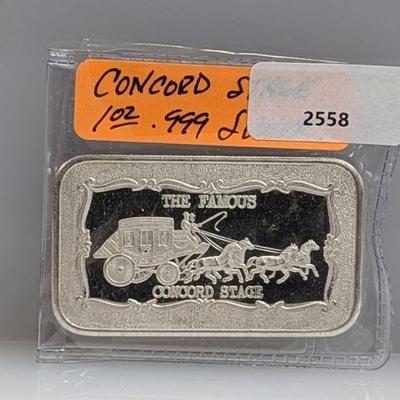 CONCORD
1oz .999
2558
THE FAMOUS
CONCORD STAGE